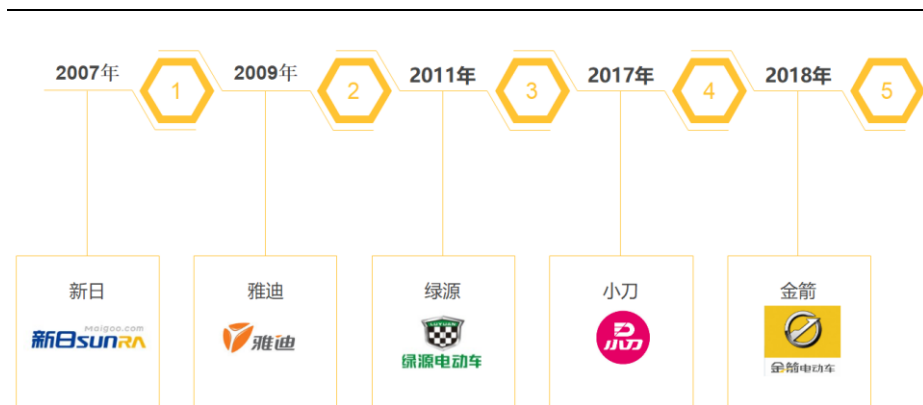 2007年
1
2009年
2
2011年
3
2017年
4
2018年
5
新日
Maigoo.com
新日SUNRA
雅迪
雅迪
绿源
LUYUAN
绿源电动车
小刀
小刀
金箭
金箭电动车